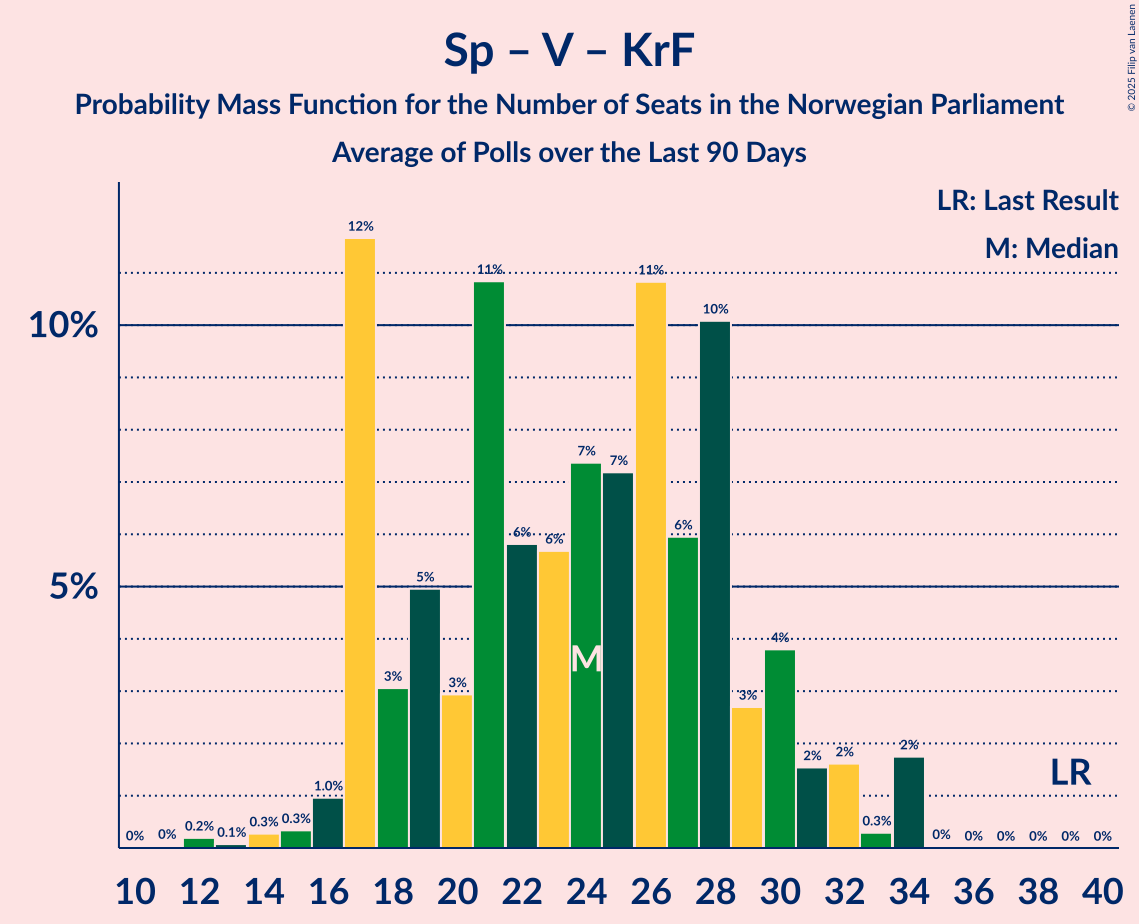 Sp – V – KrF
Probability Mass Function for the Number of Seats in the Norwegian Parliament
Average of Polls over the Last 90 Days
© 2025 Filip van Laenen
LR: Last Result
M: Median
10%
5%
0% 0% 0.2% 0.1% 0.3% 0.3% 1.0% 12% 3% 5% 3% 11% 6% 6% 7% 7% 11% 6% 10% 3% 4% 2% 2% 0.3% 2% 0% 0% 0% 0% 0% 0%
M
LR
10 12 14 16 18 20 22 24 26 28 30 32 34 36 38 40